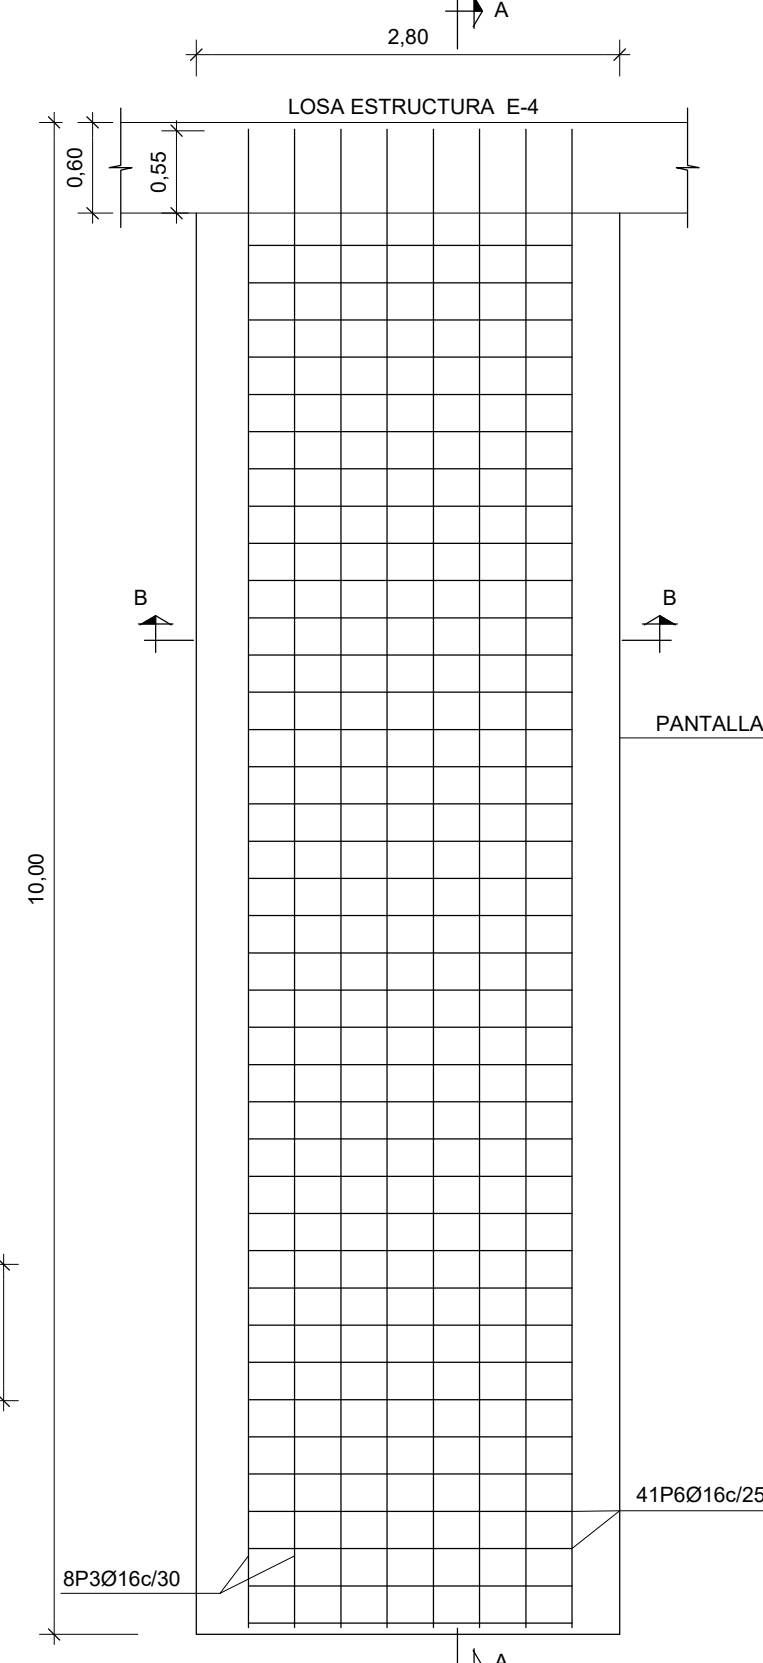 A
2,80
LOSA ESTRUCTURA E-4
0,60
0,55
B
B
PANTALLA
10,00
41P6Ø16c/25
8P3Ø16c/30
A